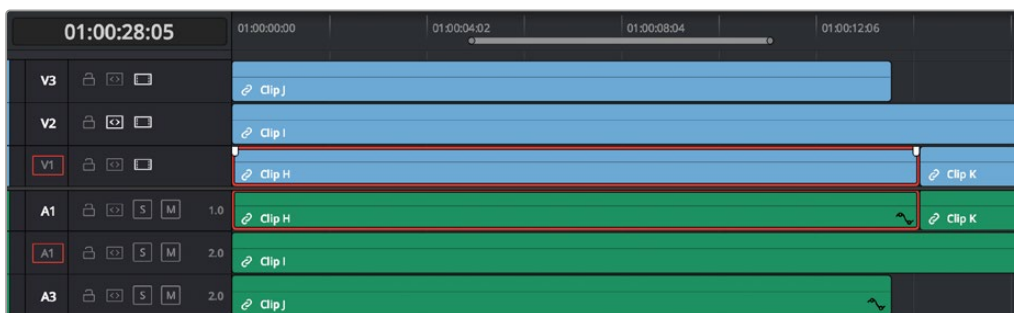 01:00:28:05
01:00:00:00 01:00:04:02 01:00:08:04 01:00:12:06
V3 Clip J
V2 Clip I
V1 Clip H Clip K
A1 S M 1.0 Clip H Clip K
A1 S M 2.0 Clip I
A3 S M 2.0 Clip J